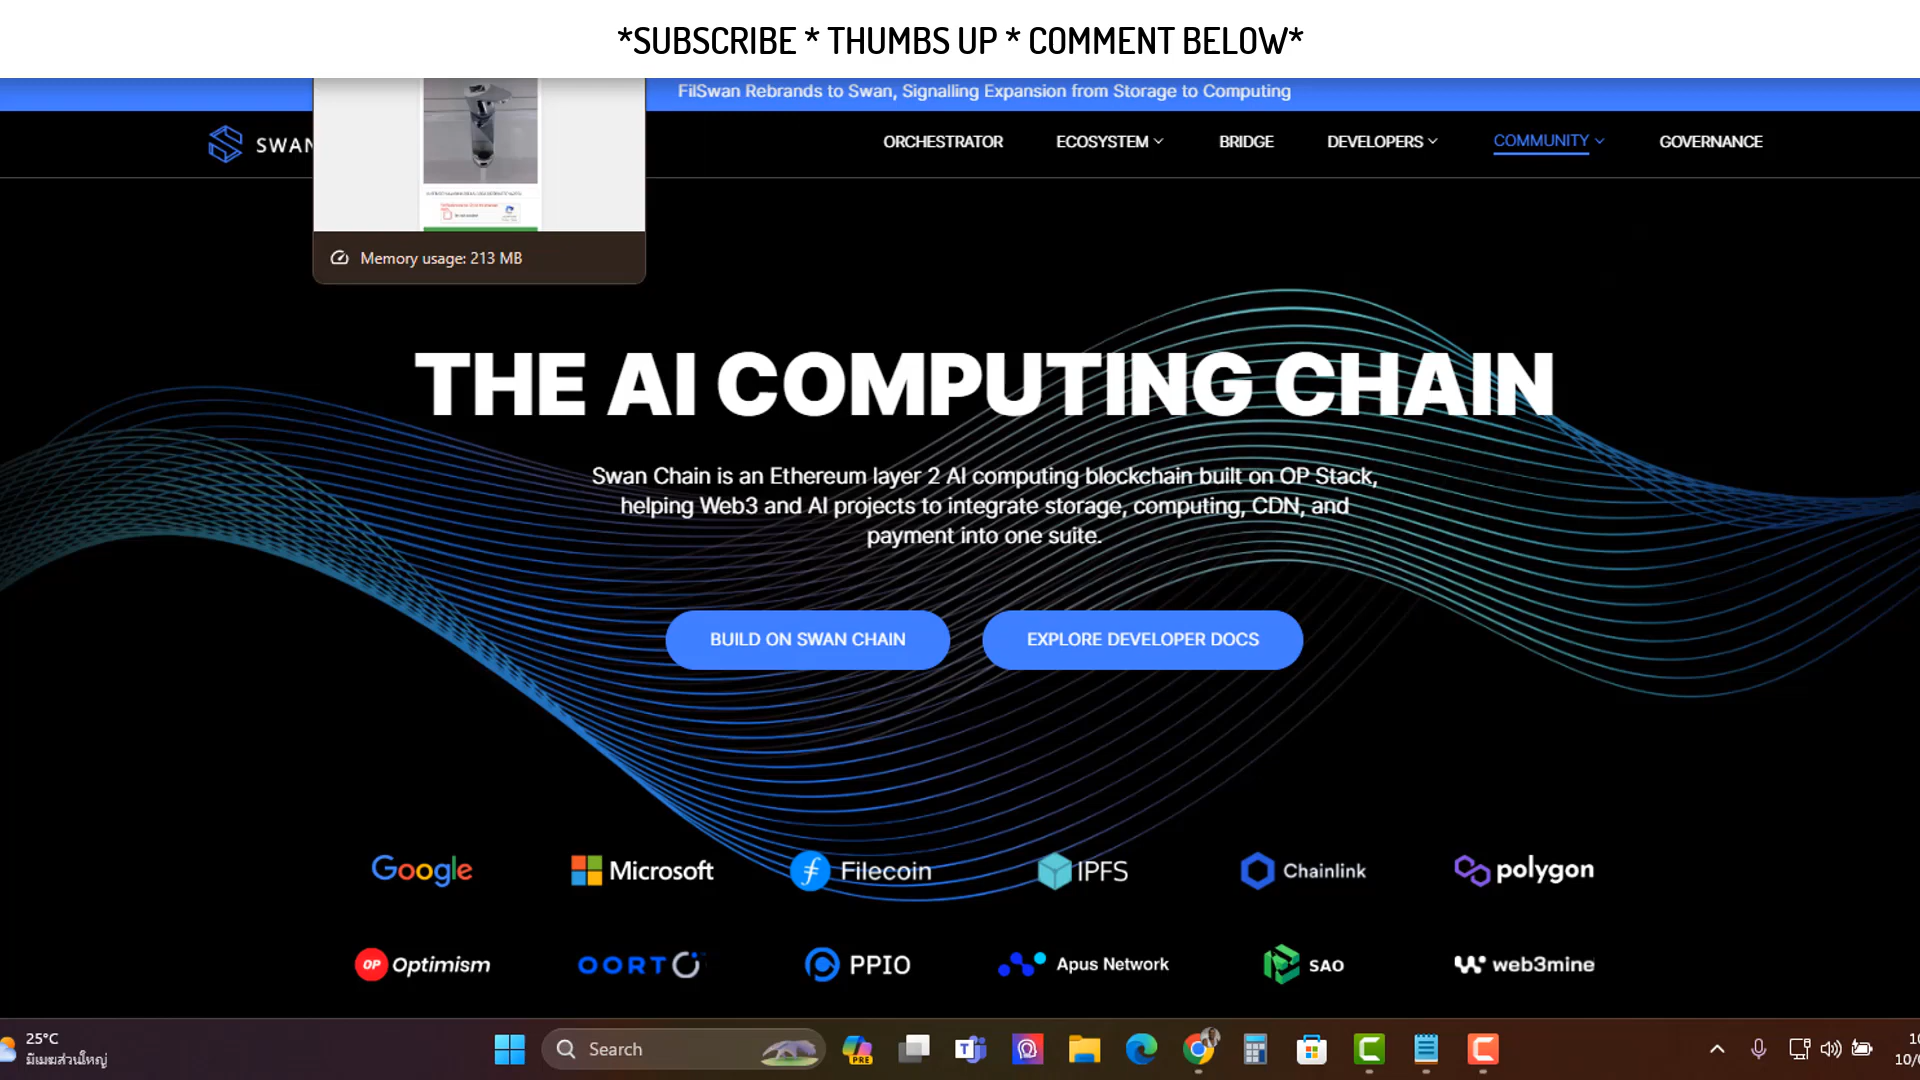 *SUBSCRIBE * THUMBS UP * COMMENT BELOW*
FilSwan Rebrands to Swan, Signalling Expansion from Storage to Computing
SWAN
ORCHESTRATOR
ECOSYSTEM
BRIDGE
DEVELOPERS
COMMUNITY
GOVERNANCE
Memory usage: 213 MB
THE AI COMPUTING CHAIN
Swan Chain is an Ethereum layer 2 AI computing blockchain built on OP Stack,
helping Web3 and AI projects to integrate storage, computing, CDN, and
payment into one suite.
BUILD ON SWAN CHAIN
EXPLORE DEVELOPER DOCS
Google
Microsoft
Filecoin
IPFS
Chainlink
polygon
OP Optimism
OORT
PPIO
Apus Network
SAO
web3mine
25°C
มีเมฆส่วนใหญ่
Search
PRE
10/